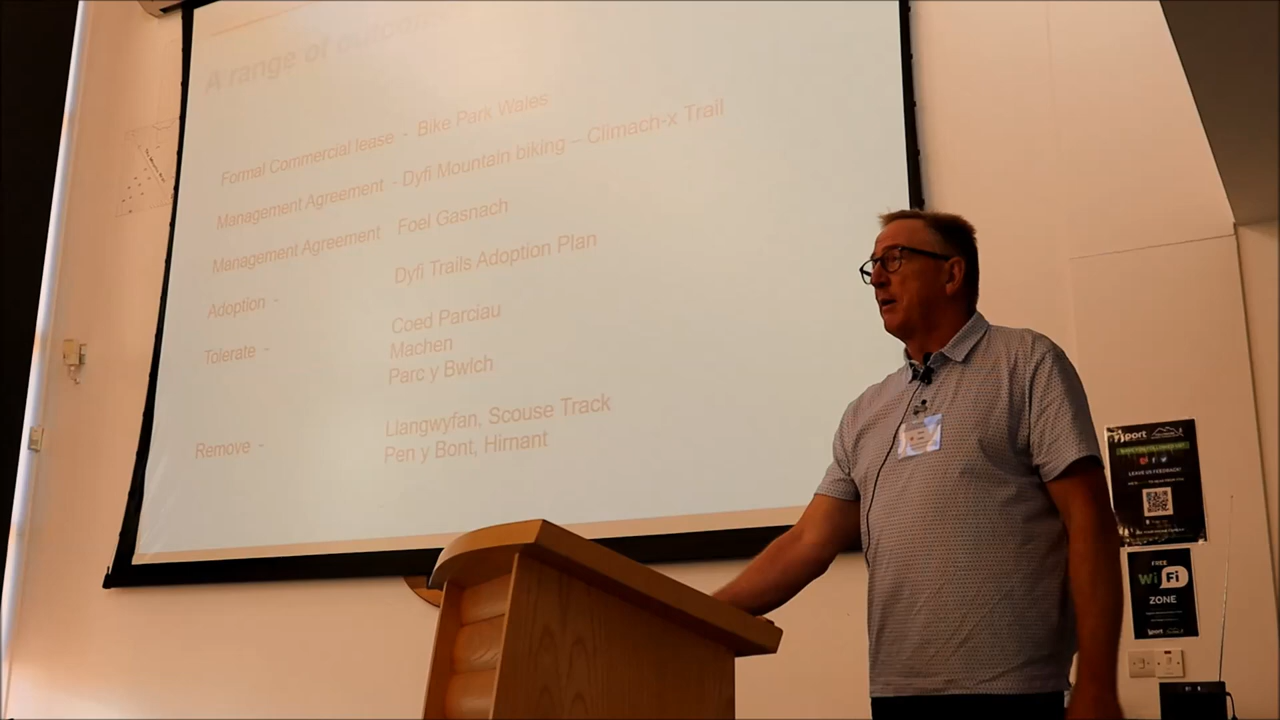 A range of
Formal Commercial lease - Bike Park Wales
Management Agreement - Dyfi Mountain biking – Climach-x Trail
Management Agreement Foel Gasnach
Adoption - Dyfi Trails Adoption Plan
Tolerate - Coed Parciau
Machen
Parc y Bwlch
Remove - Llangwyfan, Scouse Track
Pen y Bont, Hirnant
port
LEAVE US FEEDBACK!
FREE
WiFi
ZONE
port